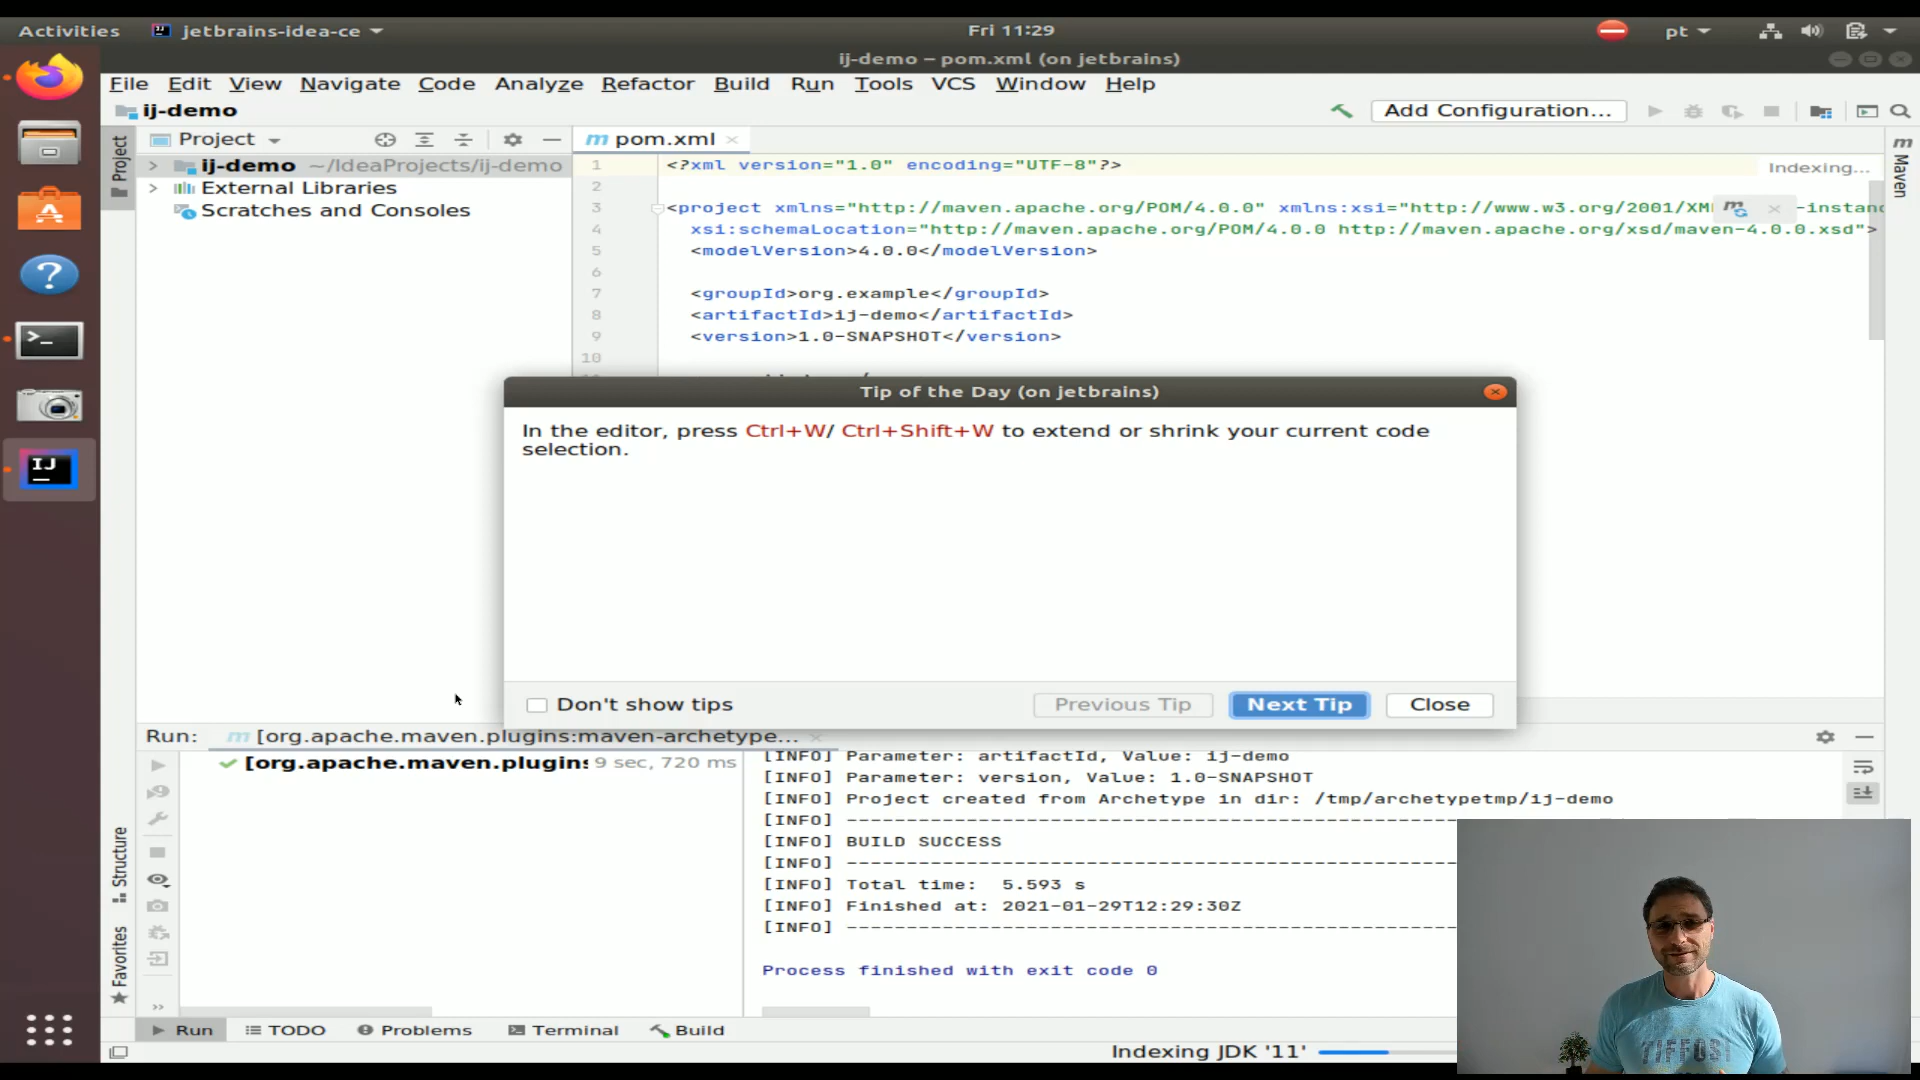 Activities jetbrains-idea-ce Fri 11:29 pt
ij-demo – pom.xml (on jetbrains)
File Edit View Navigate Code Analyze Refactor Build Run Tools VCS Window Help
ij-demo Add Configuration...
Project Project pom.xml Maven
ij-demo ~/IdeaProjects/ij-demo
External Libraries
Scratches and Consoles
1 <?xml version="1.0" encoding="UTF-8"?> Indexing...
2
3 <project xmlns="http://maven.apache.org/POM/4.0.0" xmlns:xsi="http://www.w3.org/2001/XM -instanc
4 xsi:schemaLocation="http://maven.apache.org/POM/4.0.0 http://maven.apache.org/xsd/maven-4.0.0.xsd">
5 <modelVersion>4.0.0</modelVersion>
6
7 <groupId>org.example</groupId>
8 <artifactId>ij-demo</artifactId>
9 <version>1.0-SNAPSHOT</version>
10
Tip of the Day (on jetbrains)
In the editor, press Ctrl+W/ Ctrl+Shift+W to extend or shrink your current code
selection.
Don't show tips Previous Tip Next Tip Close
Run: [org.apache.maven.plugins:maven-archetype...
[org.apache.maven.plugins: 9 sec, 720 ms
[INFO] Parameter: artifactId, Value: ij-demo
[INFO] Parameter: version, Value: 1.0-SNAPSHOT
[INFO] Project created from Archetype in dir: /tmp/archetypetmp/ij-demo
[INFO] ----------------------------------------------------
[INFO] BUILD SUCCESS
[INFO] ----------------------------------------------------
[INFO] Total time: 5.593 s
[INFO] Finished at: 2021-01-29T12:29:30Z
[INFO] ----------------------------------------------------
Process finished with exit code 0
Structure
Favorites
Run TODO Problems Terminal Build
Indexing JDK '11'
TIFFOSI